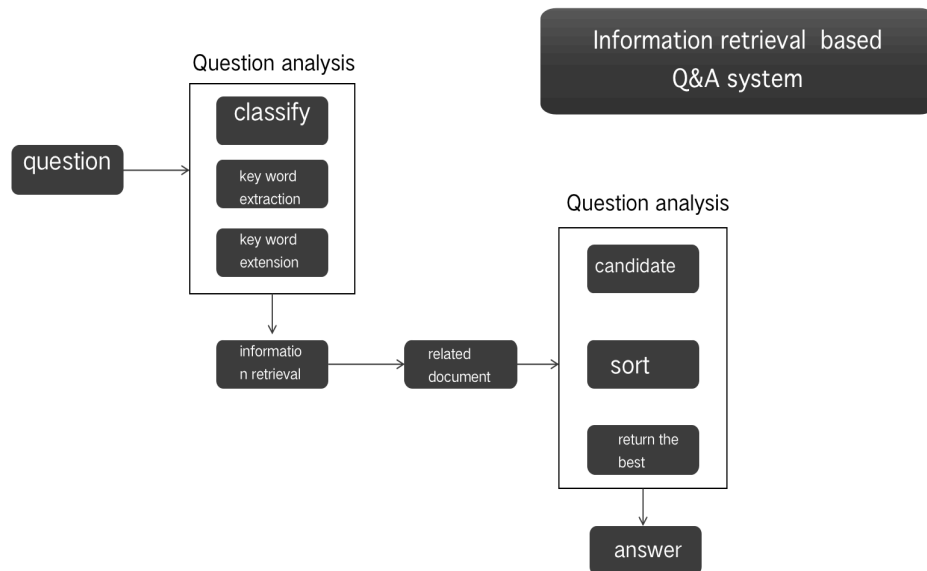 Information retrieval based
Q&A system
Question analysis
classify
question
key word
extraction
key word
extension
informatio
n retrieval
related
document
Question analysis
candidate
sort
return the
best
answer